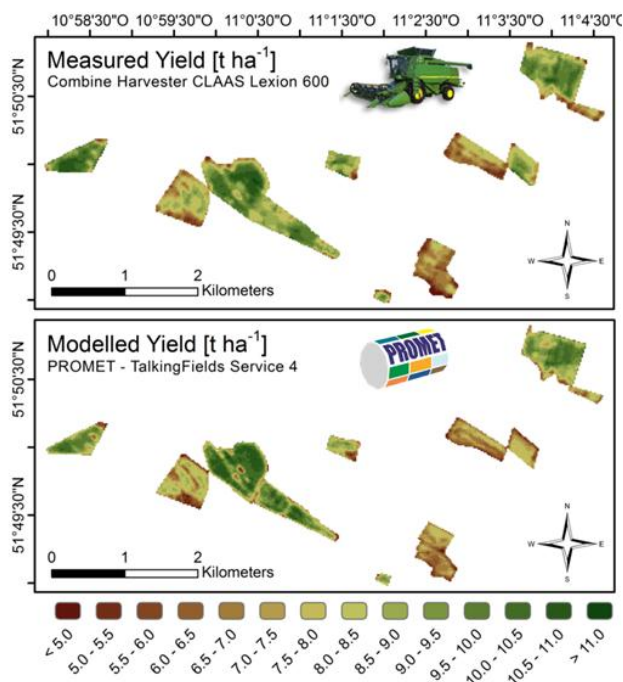 10°58'30"E 10°59'30"E 11°0'30"E 11°1'30"E 11°2'30"E 11°3'30"E 11°4'30"E
Measured Yield [t ha⁻¹]
Combine Harvester CLAAS Lexion 600
51°50'30"N
51°49'30"N
N
W E
S
0 1 2
Kilometers
Modelled Yield [t ha⁻¹]
PROMET - TalkingFields Service 4
PROMET
51°50'30"N
51°49'30"N
N
W E
S
0 1 2
Kilometers
< 5.0
5.0 - 5.5
5.5 - 6.0
6.0 - 6.5
6.5 - 7.0
7.0 - 7.5
7.5 - 8.0
8.0 - 8.5
8.5 - 9.0
9.0 - 9.5
9.5 - 10.0
10.0 - 10.5
10.5 - 11.0
> 11.0